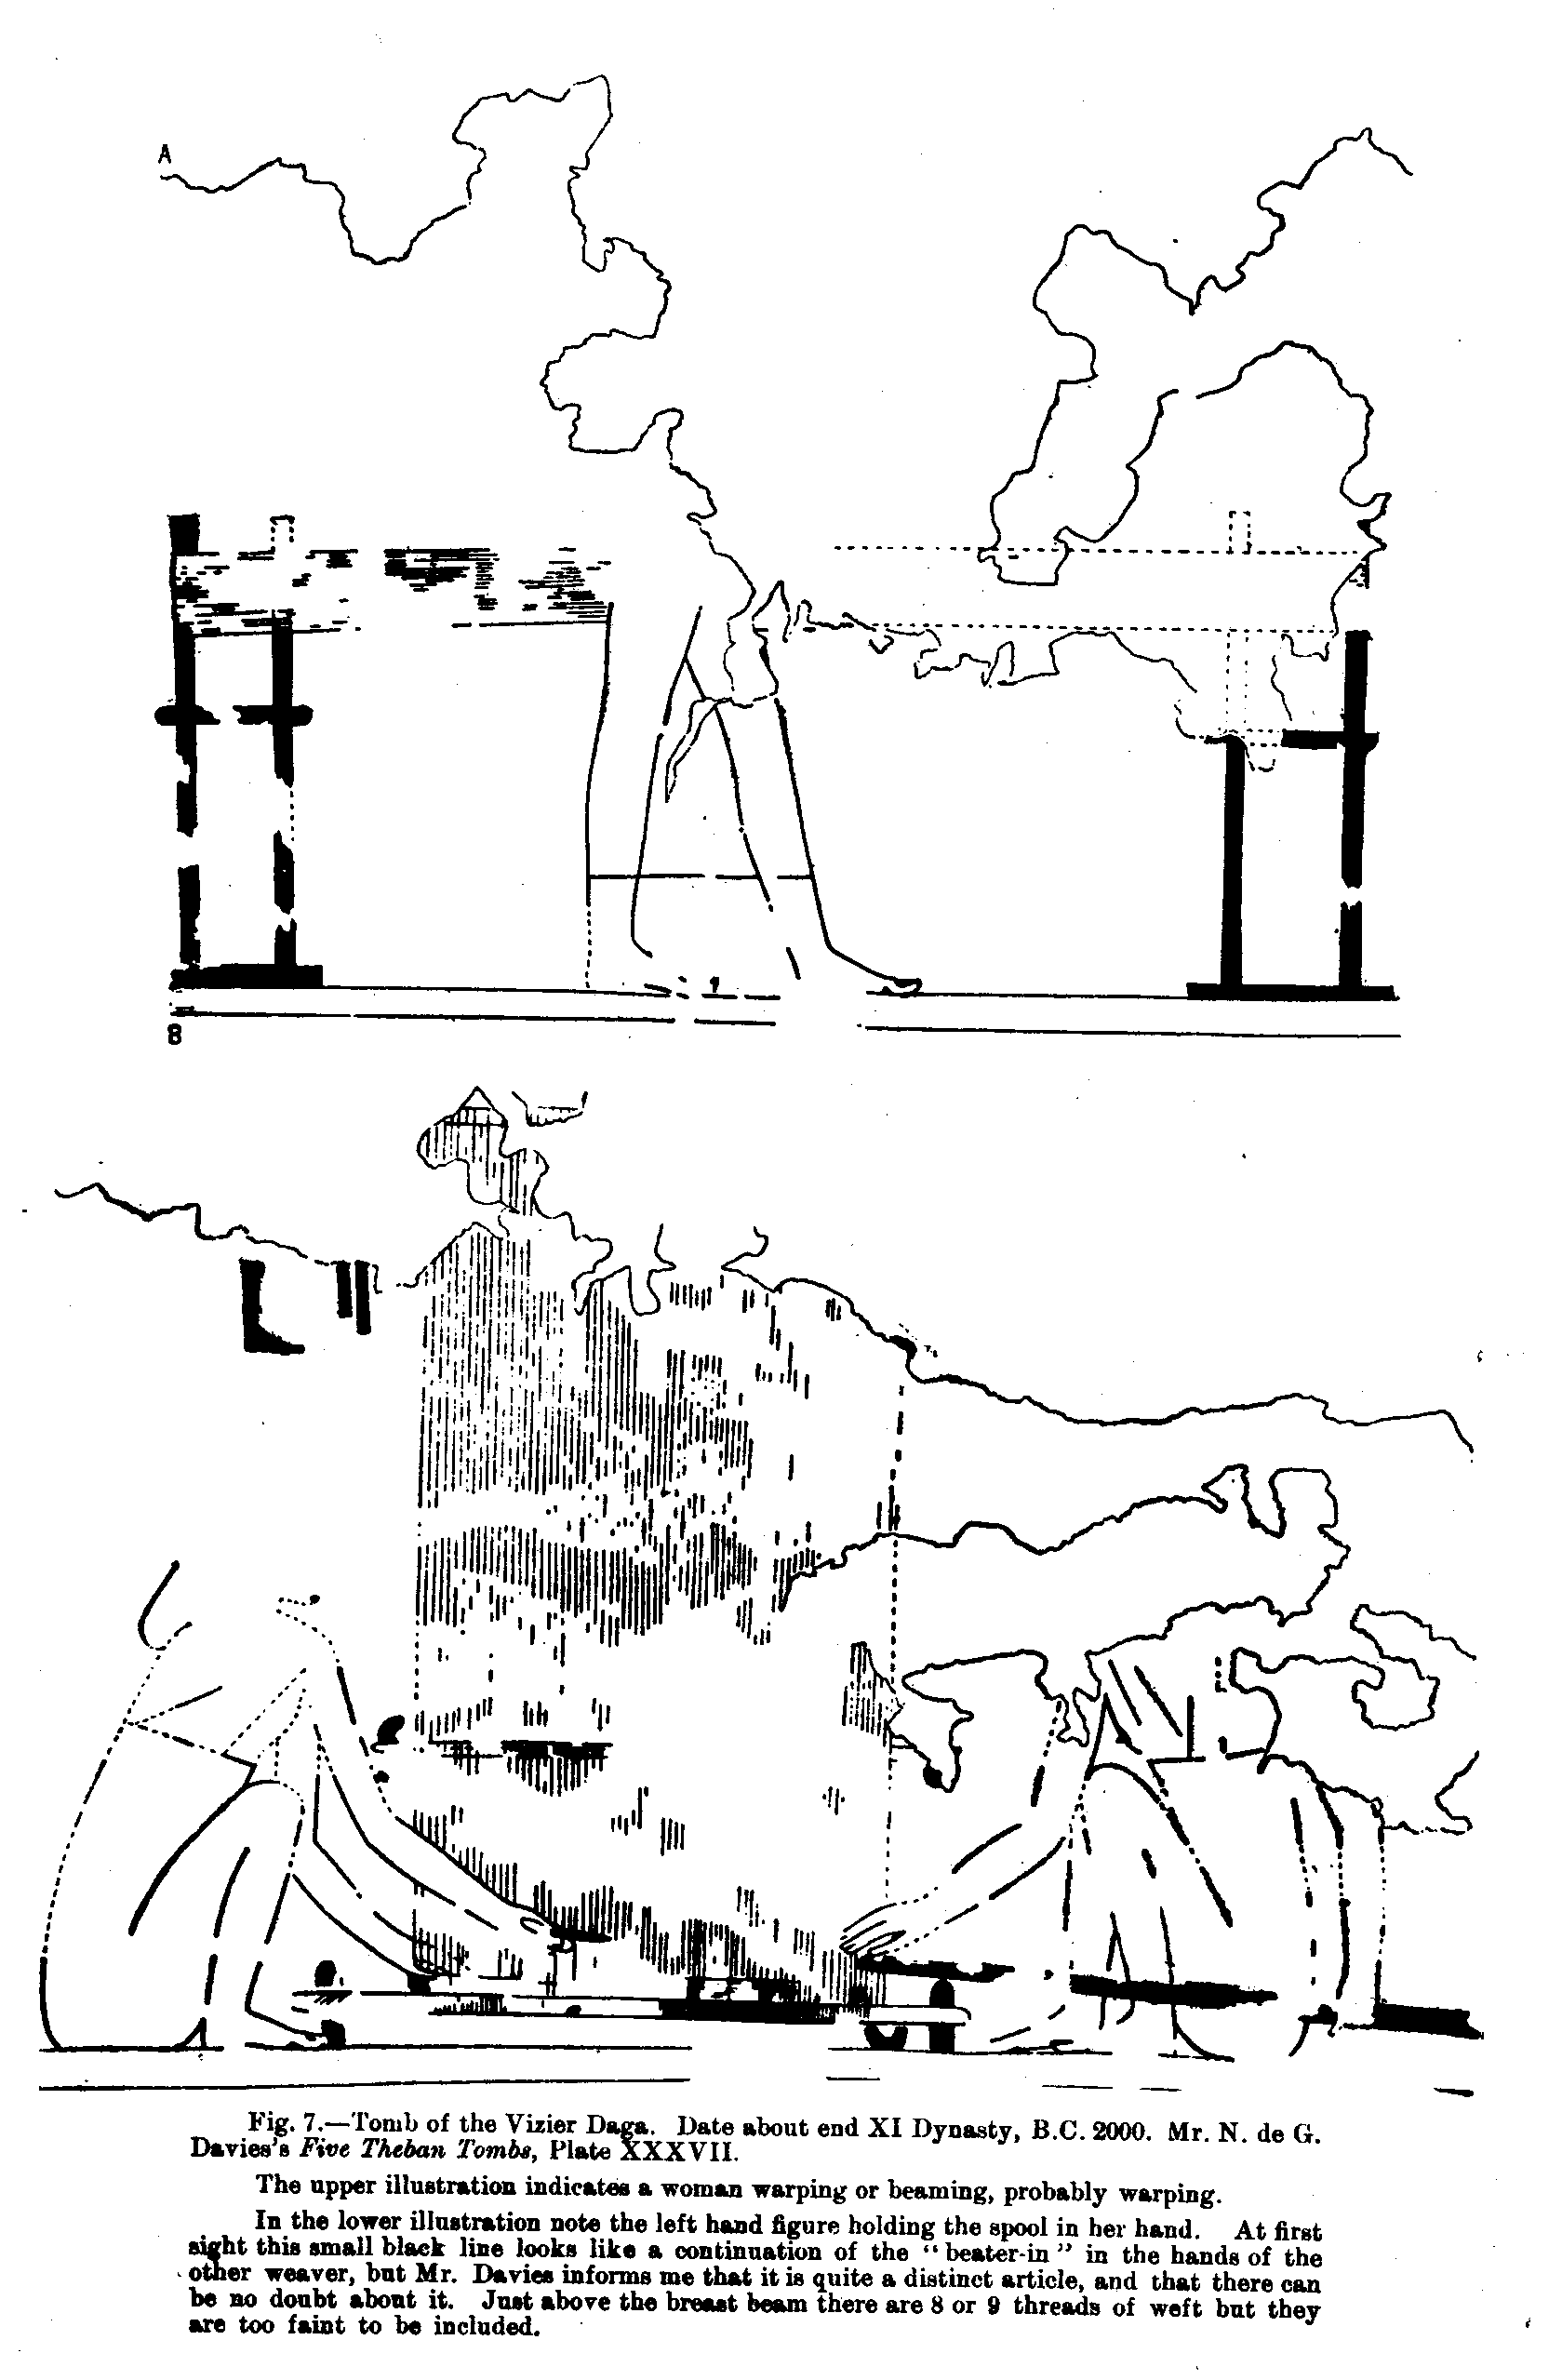 A
8
Fig. 7.—Tomb of the Vizier Daga. Date about end XI Dynasty, B.C. 2000. Mr. N. de G.
Davies's Five Theban Tombs, Plate XXXVII.
The upper illustration indicates a woman warping or beaming, probably warping.
In the lower illustration note the left hand figure holding the spool in her hand. At first
sight this small black line looks like a continuation of the “ beater-in ” in the hands of the
other weaver, but Mr. Davies informs me that it is quite a distinct article, and that there can
be no doubt about it. Just above the breast beam there are 8 or 9 threads of weft but they
are too faint to be included.